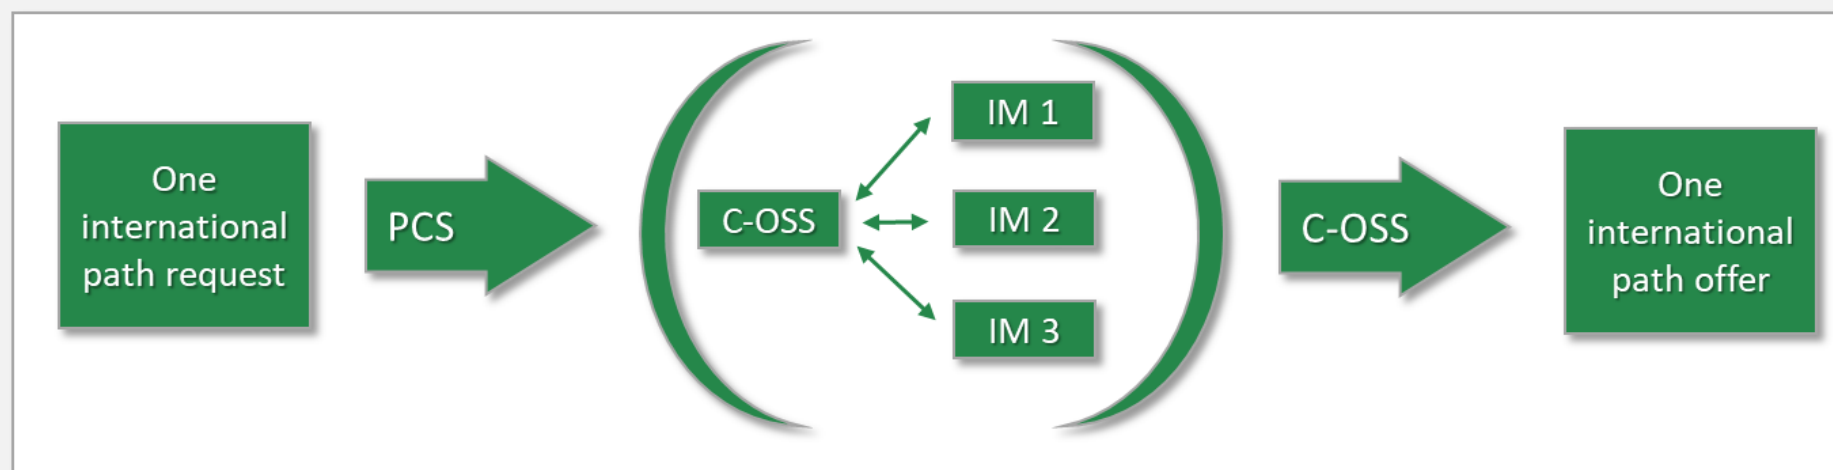 One
international
path request
PCS
C-OSS
IM 1
IM 2
IM 3
C-OSS
One
international
path offer